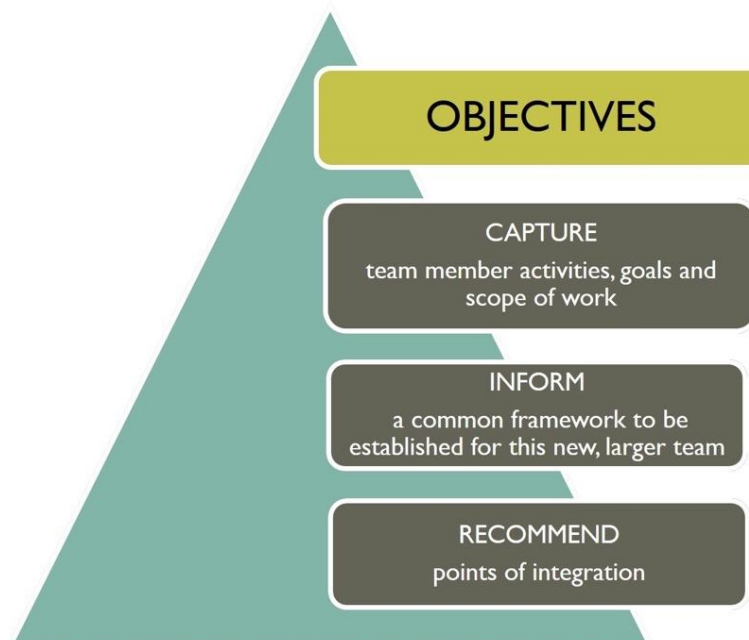 OBJECTIVES
CAPTURE
team member activities, goals and
scope of work
INFORM
a common framework to be
established for this new, larger team
RECOMMEND
points of integration